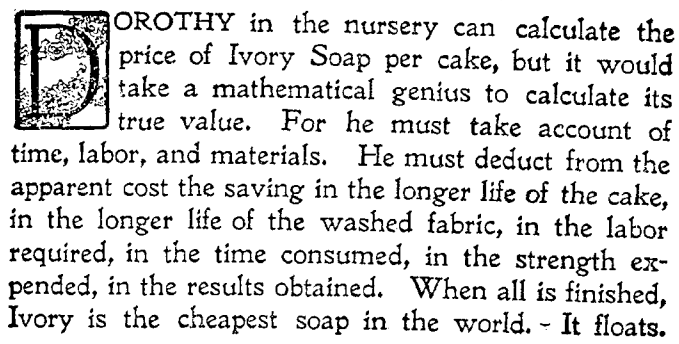 DOROTHY in the nursery can calculate the
price of Ivory Soap per cake, but it would
take a mathematical genius to calculate its
true value. For he must take account of
time, labor, and materials. He must deduct from the
apparent cost the saving in the longer life of the cake,
in the longer life of the washed fabric, in the labor
required, in the time consumed, in the strength ex-
pended, in the results obtained. When all is finished,
Ivory is the cheapest soap in the world. - It floats.